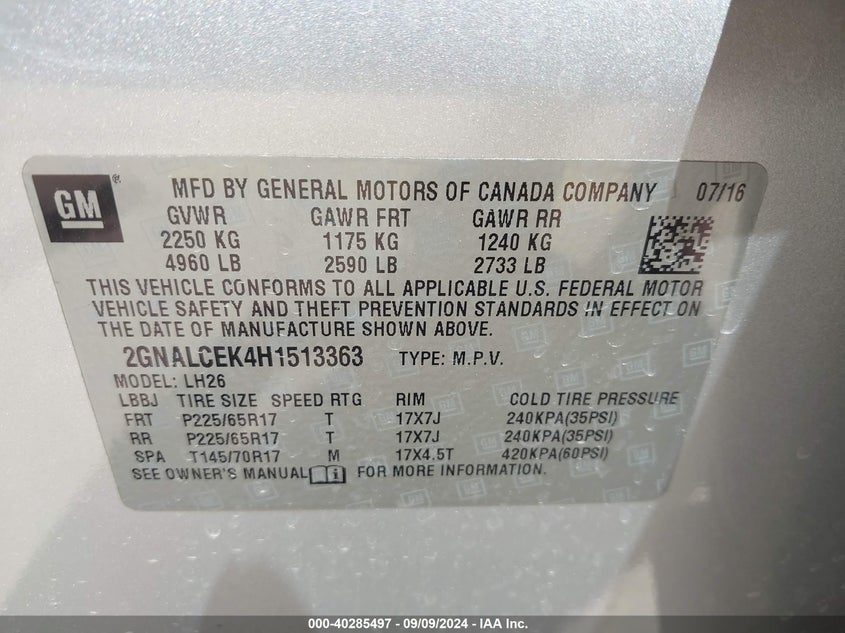 GM®
MFD BY GENERAL MOTORS OF CANADA COMPANY 07/16
GVWR GAWR FRT GAWR RR
2250 KG 1175 KG 1240 KG
4960 LB 2590 LB 2733 LB
THIS VEHICLE CONFORMS TO ALL APPLICABLE U.S. FEDERAL MOTOR
VEHICLE SAFETY AND THEFT PREVENTION STANDARDS IN EFFECT ON
THE DATE OF MANUFACTURE SHOWN ABOVE.
2GNALCEK4H1513363 TYPE: M.P.V.
MODEL: LH26
LBBJ TIRE SIZE SPEED RTG RIM COLD TIRE PRESSURE
FRT P225/65R17 T 17X7J 240KPA(35PSI)
RR P225/65R17 T 17X7J 240KPA(35PSI)
SPA T145/70R17 M 17X4.5T 420KPA(60PSI)
SEE OWNER'S MANUAL FOR MORE INFORMATION.
000-40285497 - 09/09/2024 - IAA Inc.